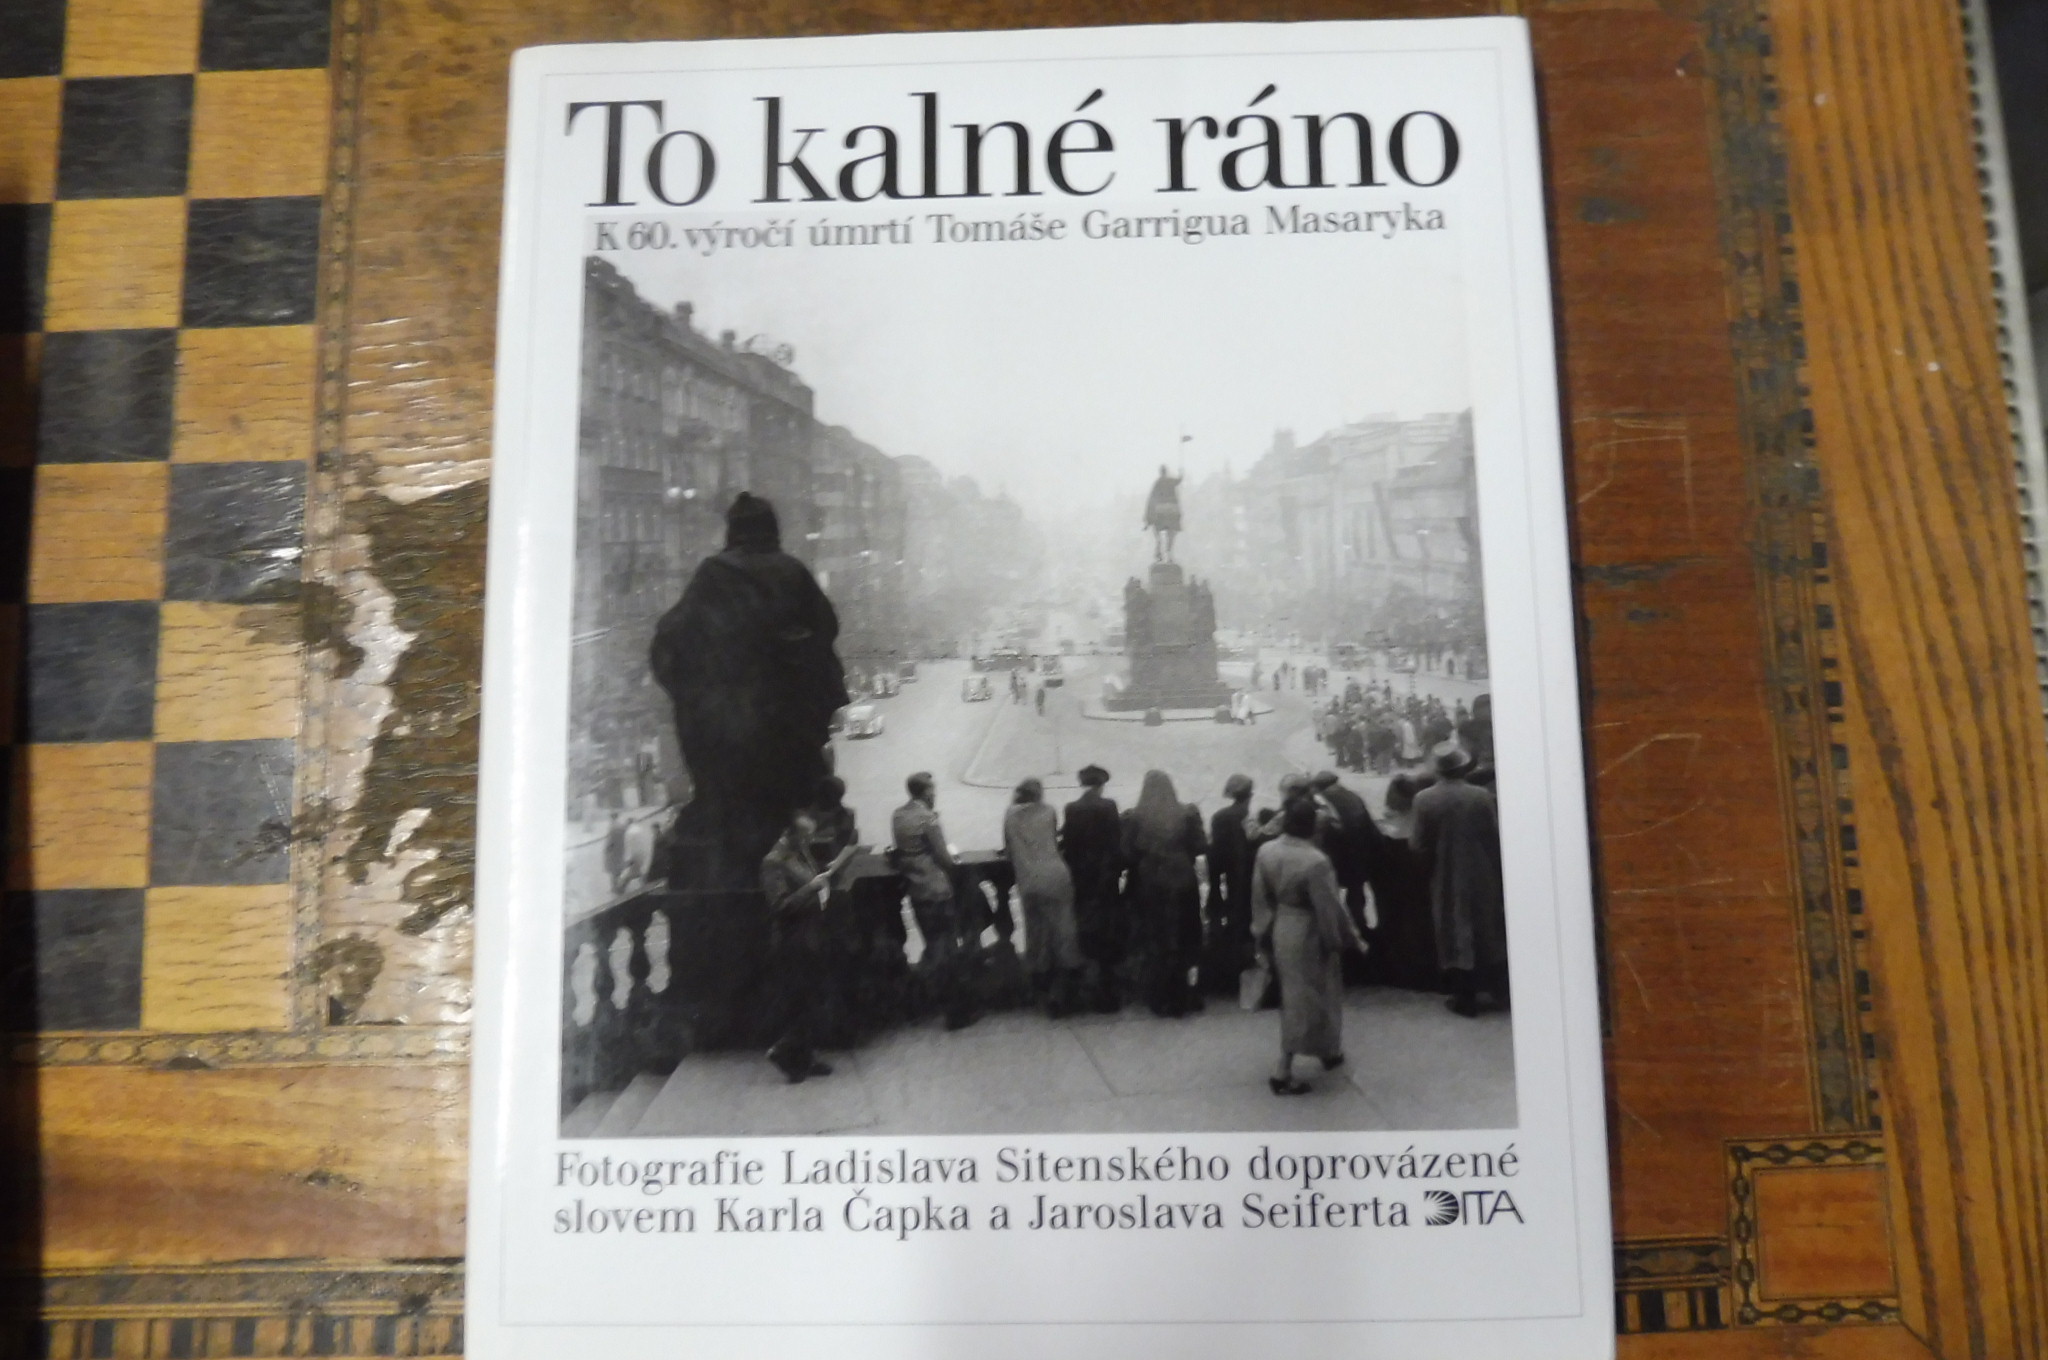 To kalné ráno
K 60. výročí úmrtí Tomáše Garrigua Masaryka
Fotografie Ladislava Sitenského doprovázené
slovem Karla Čapka a Jaroslava Seiferta DITA